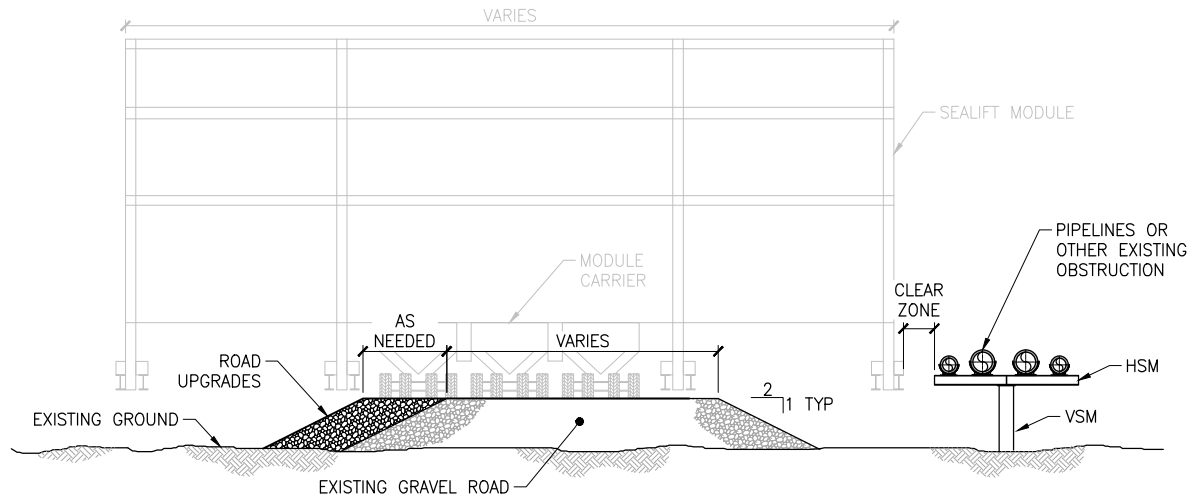 VARIES
SEALIFT MODULE
MODULE
CARRIER
PIPELINES OR
OTHER EXISTING
OBSTRUCTION
CLEAR
ZONE
AS
NEEDED
VARIES
ROAD
UPGRADES
HSM
2
1 TYP
EXISTING GROUND
VSM
EXISTING GRAVEL ROAD